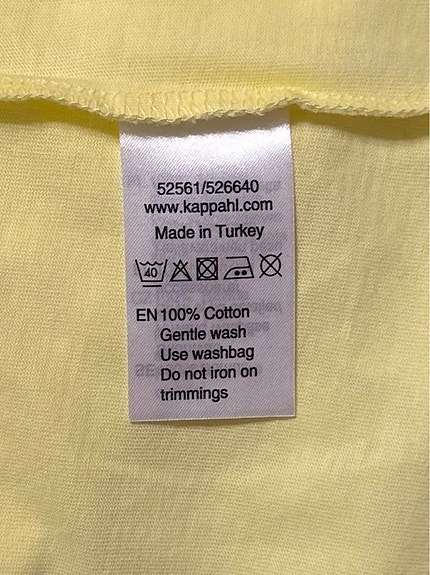 52561/526640
www.kappahl.com
Made in Turkey
40
EN 100% Cotton
Gentle wash
Use washbag
Do not iron on
trimmings